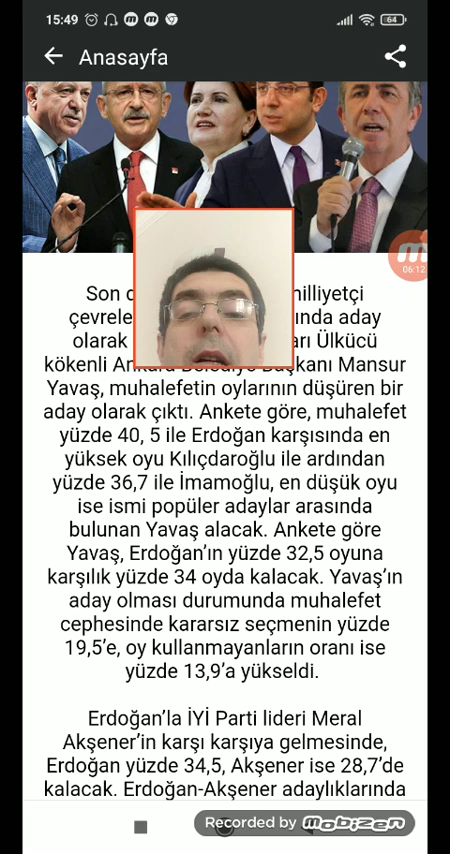 15:49
64
Anasayfa
06:12
Son milliyetçi
aday
olarak Ülkücü
kökenli Mansur
Yavaş, muhalefetin oylarının düşüren bir
aday olarak çıktı. Ankete göre, muhalefet
yüzde 40, 5 ile Erdoğan karşısında en
yüksek oyu Kılıçdaroğlu ile ardından
yüzde 36,7 ile İmamoğlu, en düşük oyu
ise ismi popüler adaylar arasında
bulunan Yavaş alacak. Ankete göre
Yavaş, Erdoğan’ın yüzde 32,5 oyuna
karşılık yüzde 34 oyda kalacak. Yavaş’ın
aday olması durumunda muhalefet
cephesinde kararsız seçmenin yüzde
19,5’e, oy kullanmayanların oranı ise
yüzde 13,9’a yükseldi.
Erdoğan’la İYİ Parti lideri Meral
Akşener’in karşı karşıya gelmesinde,
Erdoğan yüzde 34,5, Akşener ise 28,7’de
kalacak. Erdoğan-Akşener adaylıklarında
Recorded by mobizen